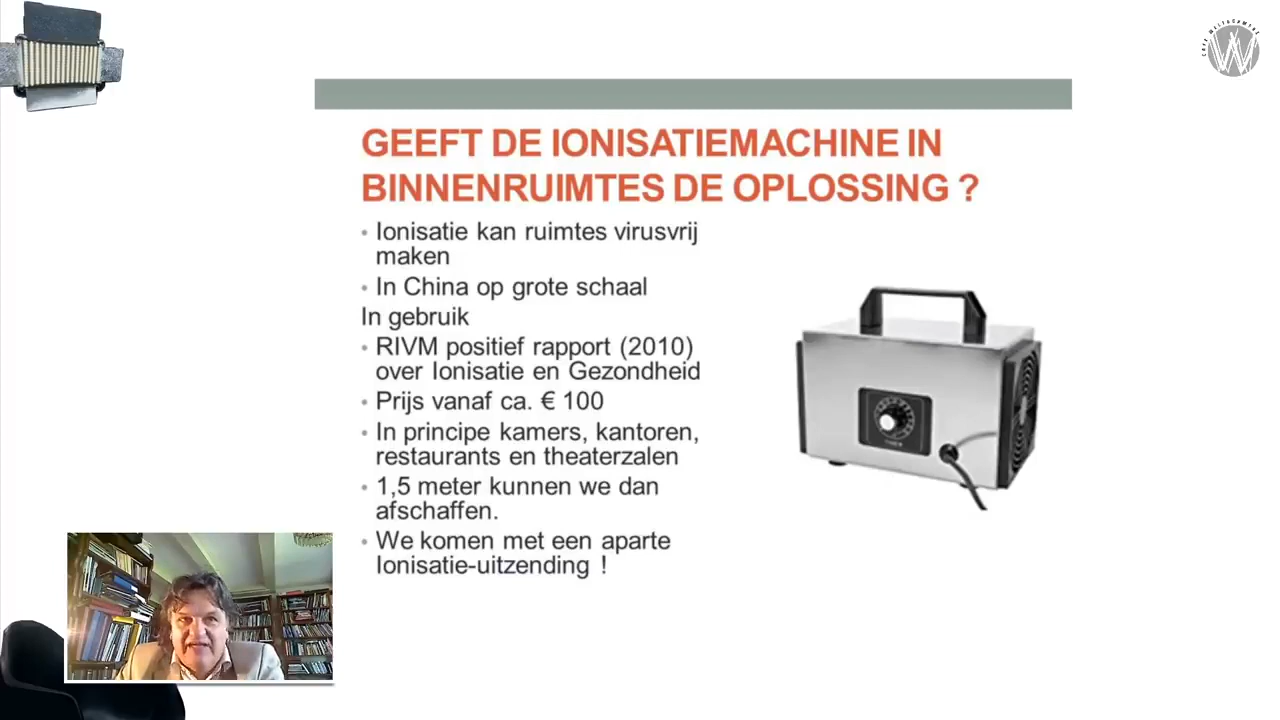 CAFÉ WELTSCHMERZ
GEEFT DE IONISATIEMACHINE IN
BINNENRUIMTES DE OPLOSSING ?
• Ionisatie kan ruimtes virusvrij
maken
• In China op grote schaal
In gebruik
• RIVM positief rapport (2010)
over Ionisatie en Gezondheid
• Prijs vanaf ca. € 100
• In principe kamers, kantoren,
restaurants en theaterzalen
• 1,5 meter kunnen we dan
afschaffen.
• We komen met een aparte
Ionisatie-uitzending !